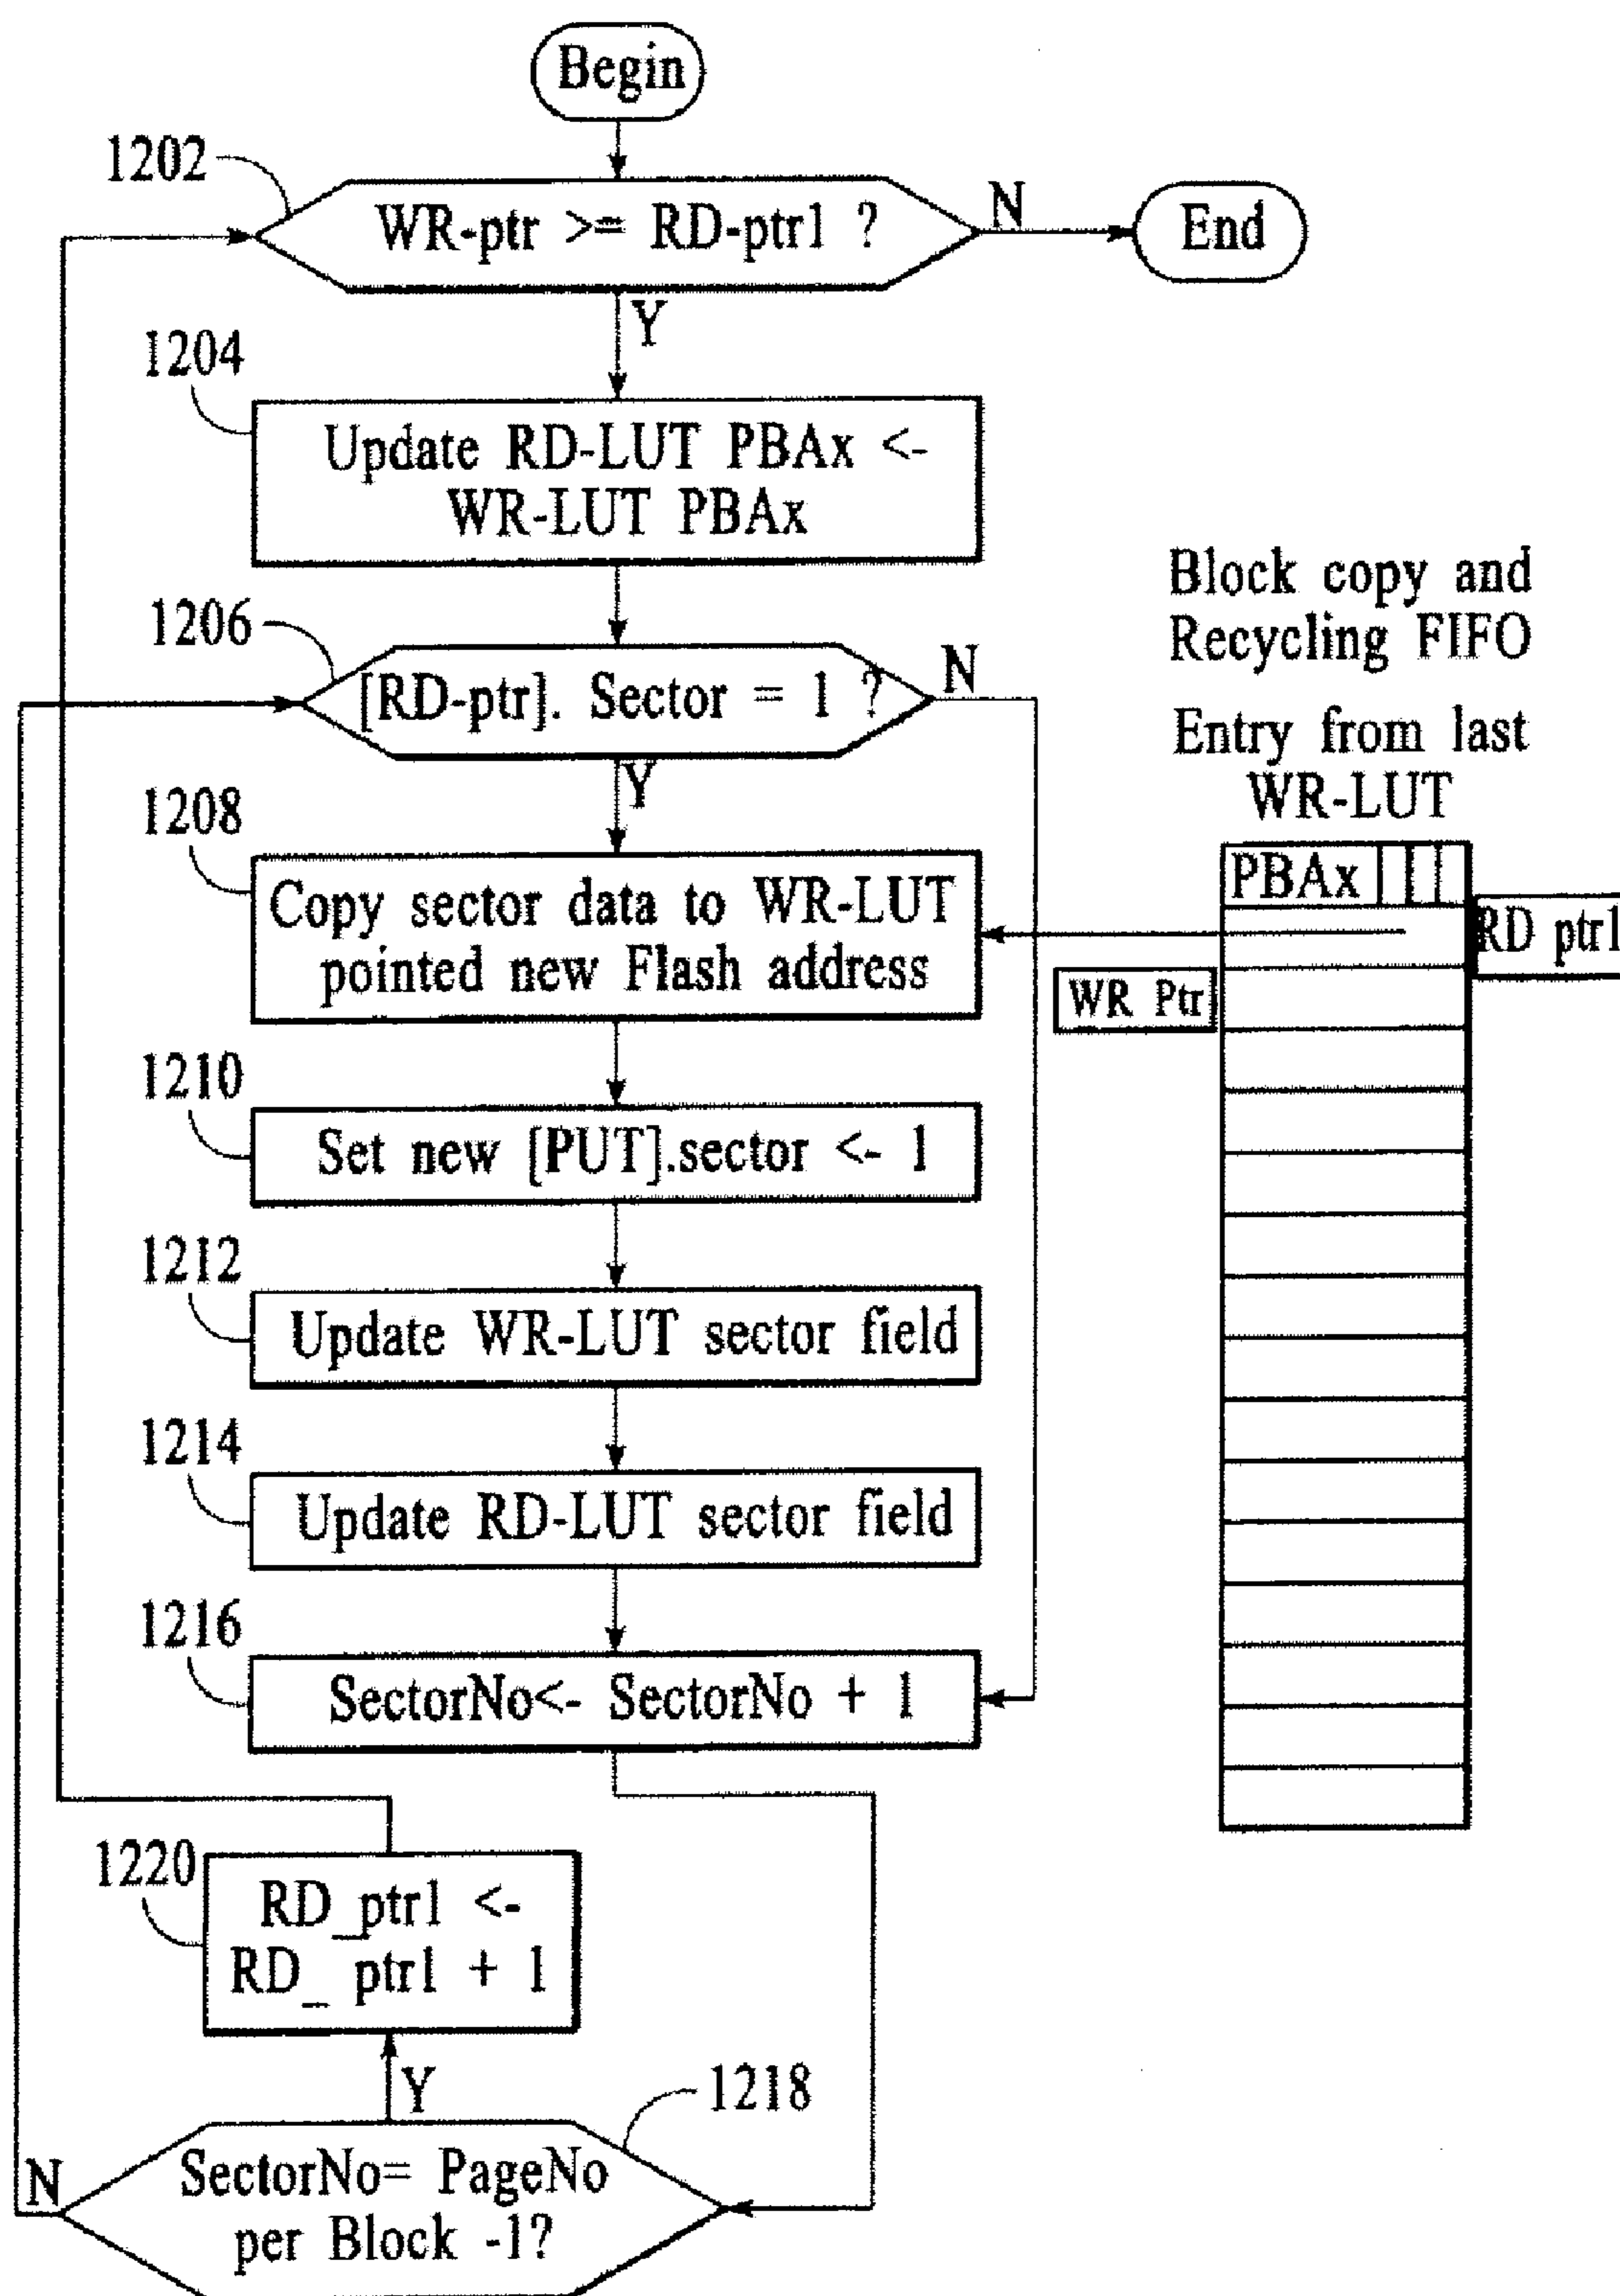 Begin
1202
WR-ptr >= RD-ptr1 ?
N
End
Y
1204
Update RD-LUT PBAx <-
WR-LUT PBAx
1206
[RD-ptr]. Sector = 1 ?
N
Y
1208
Copy sector data to WR-LUT
pointed new Flash address
1210
Set new [PUT].sector <- 1
1212
Update WR-LUT sector field
1214
Update RD-LUT sector field
1216
SectorNo<- SectorNo + 1
1220
RD_ptr1 <-
RD_ ptr1 + 1
Y
1218
N
SectorNo= PageNo
per Block -1?
Block copy and
Recycling FIFO
Entry from last
WR-LUT
PBAx
RD ptr1
WR Ptr